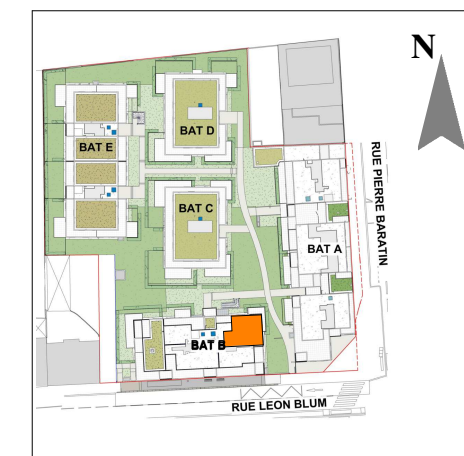 N
BAT D
BAT E
BAT C
BAT A
BAT B
RUE PIERRE BARATIN
RUE LEON BLUM